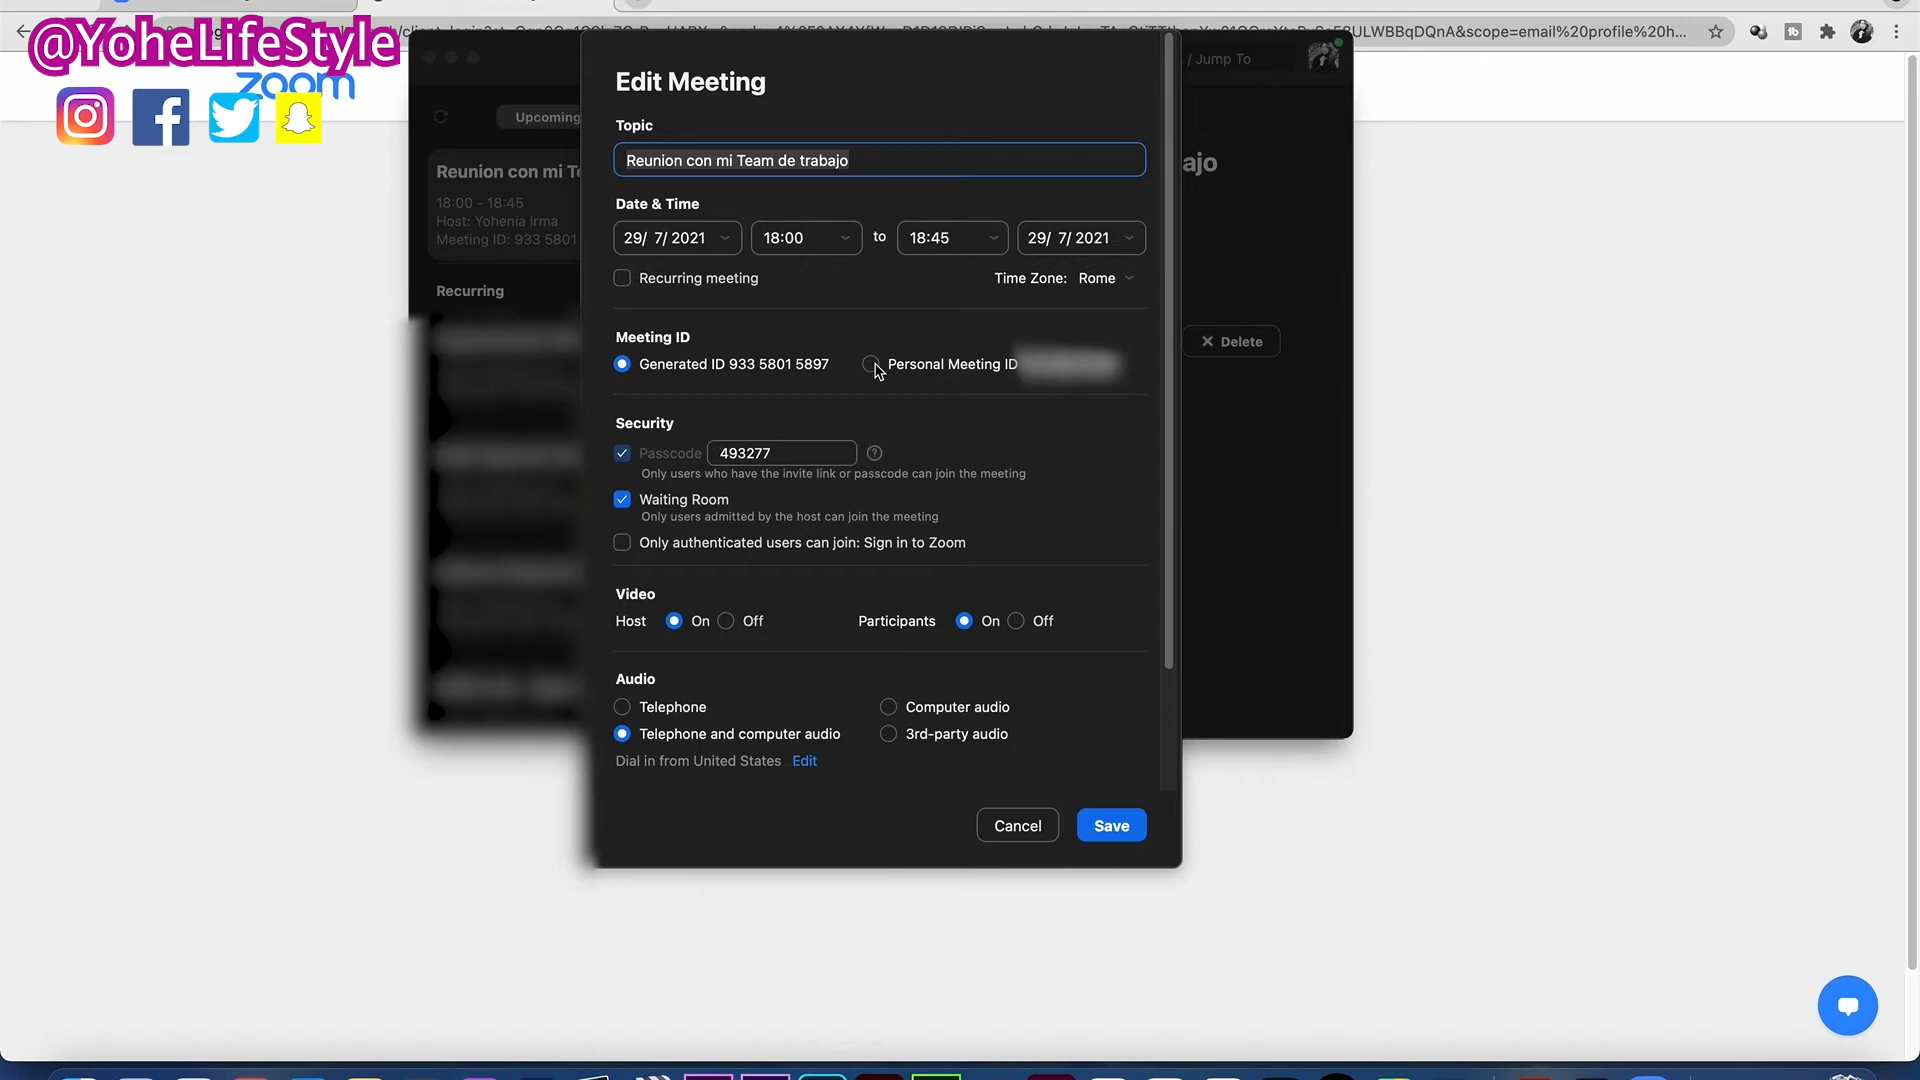 @YoheLifeStyle
zoom
ULWBBqDQnA&scope=email%20profile%20h...
/ Jump To
Upcoming
Reunion con mi Te
18:00 - 18:45
Host: Yohenia Irma
Meeting ID: 933 5801
Recurring
ajo
Delete
Edit Meeting
Topic
Reunion con mi Team de trabajo
Date & Time
29/ 7/ 2021 18:00 to 18:45 29/ 7/ 2021
Recurring meeting Time Zone: Rome
Meeting ID
Generated ID 933 5801 5897 Personal Meeting ID
Security
Passcode 493277 ?
Only users who have the invite link or passcode can join the meeting
Waiting Room
Only users admitted by the host can join the meeting
Only authenticated users can join: Sign in to Zoom
Video
Host On Off Participants On Off
Audio
Telephone Computer audio
Telephone and computer audio 3rd-party audio
Dial in from United States Edit
Cancel Save